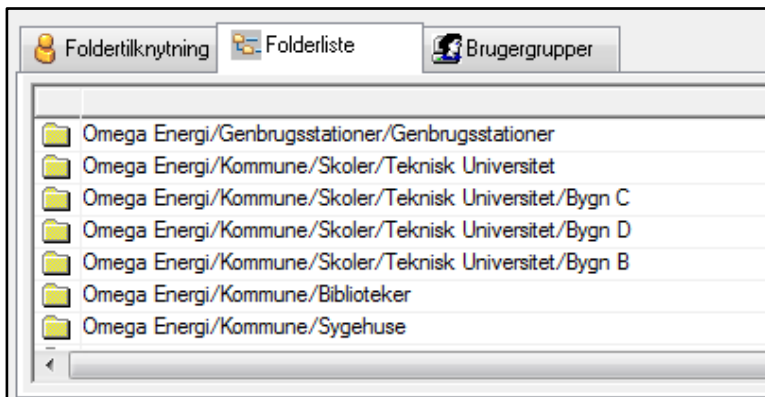 Foldertilknytning Folderliste Brugergrupper
Omega Energi/Genbrugsstationer/Genbrugsstationer
Omega Energi/Kommune/Skoler/Teknisk Universitet
Omega Energi/Kommune/Skoler/Teknisk Universitet/Bygn C
Omega Energi/Kommune/Skoler/Teknisk Universitet/Bygn D
Omega Energi/Kommune/Skoler/Teknisk Universitet/Bygn B
Omega Energi/Kommune/Biblioteker
Omega Energi/Kommune/Sygehuse